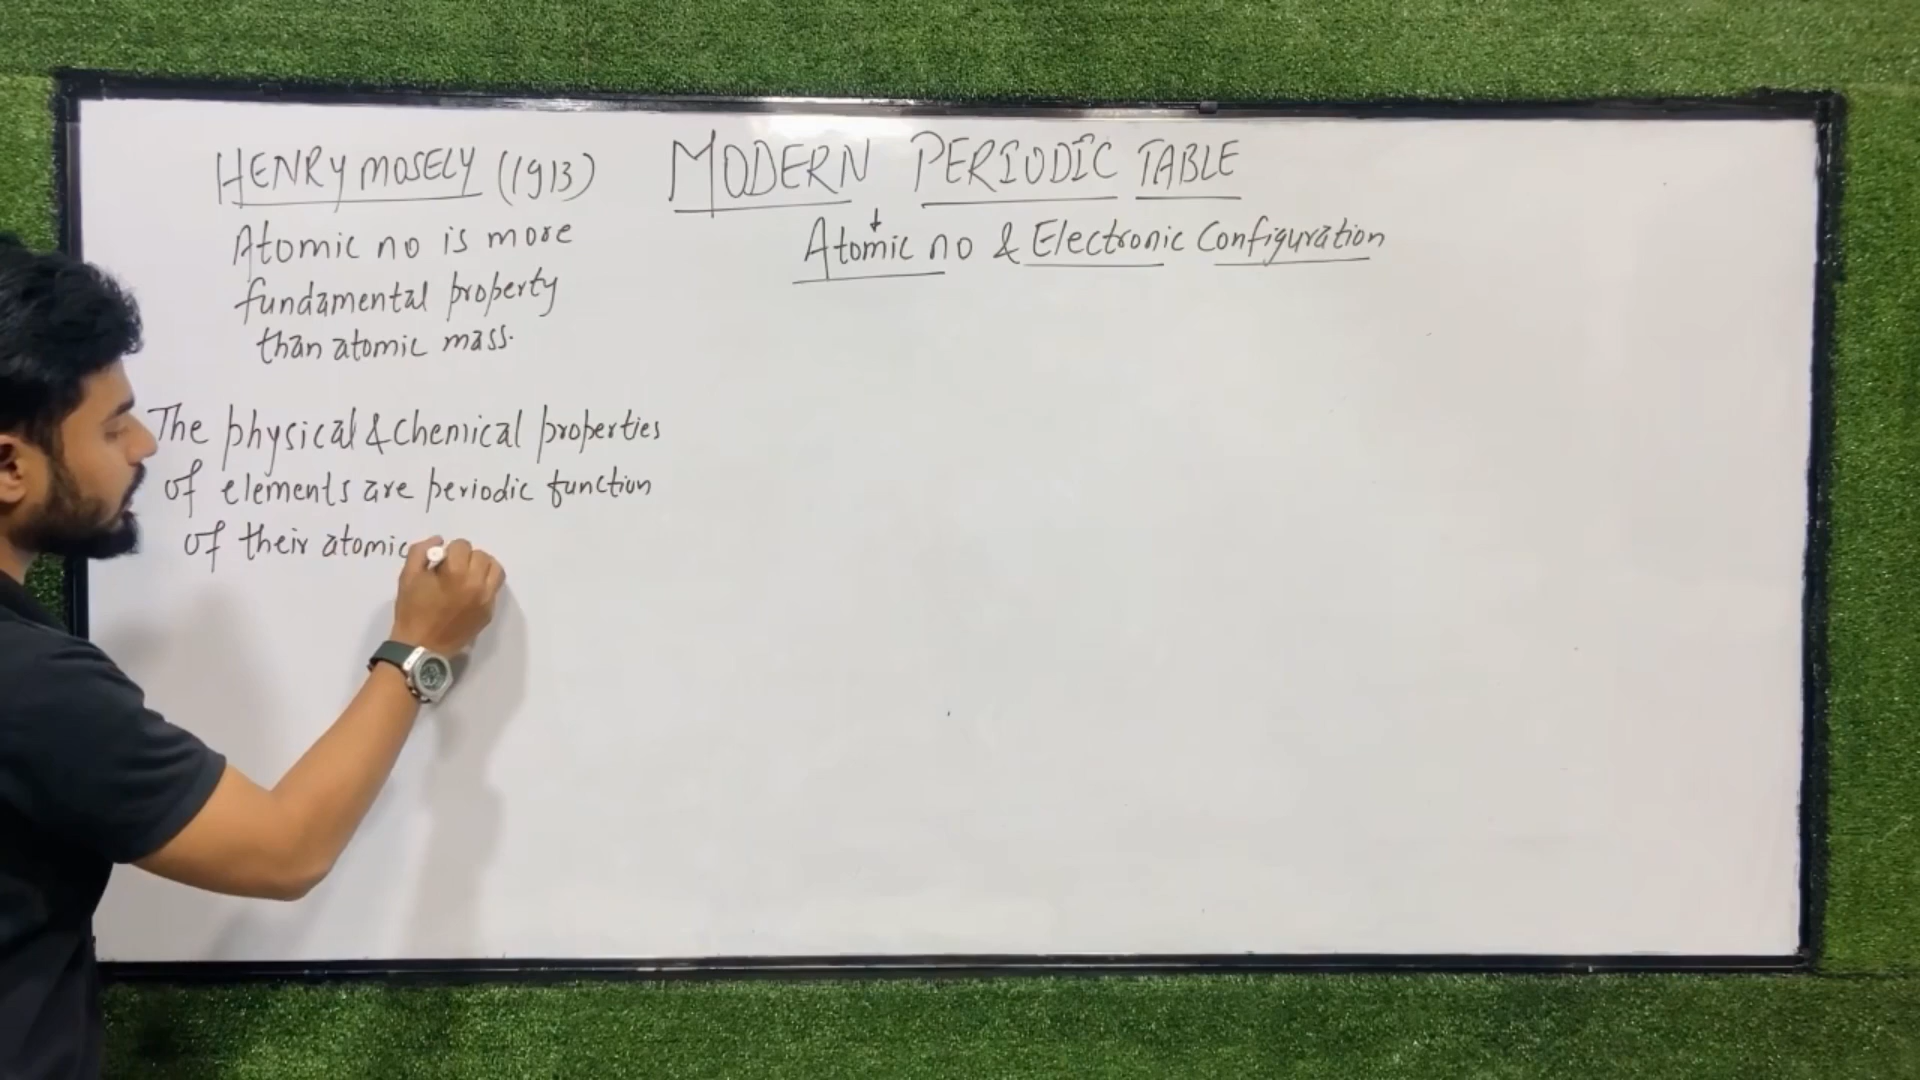 HENRY MOSELY (1913)
Atomic no is more
fundamental property
than atomic mass.
The physical & chemical properties
of elements are periodic function
of their atomic
MODERN PERIODIC TABLE
Atomic no & Electronic Configuration